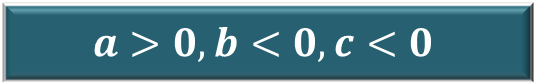 a > 0, b < 0, c < 0